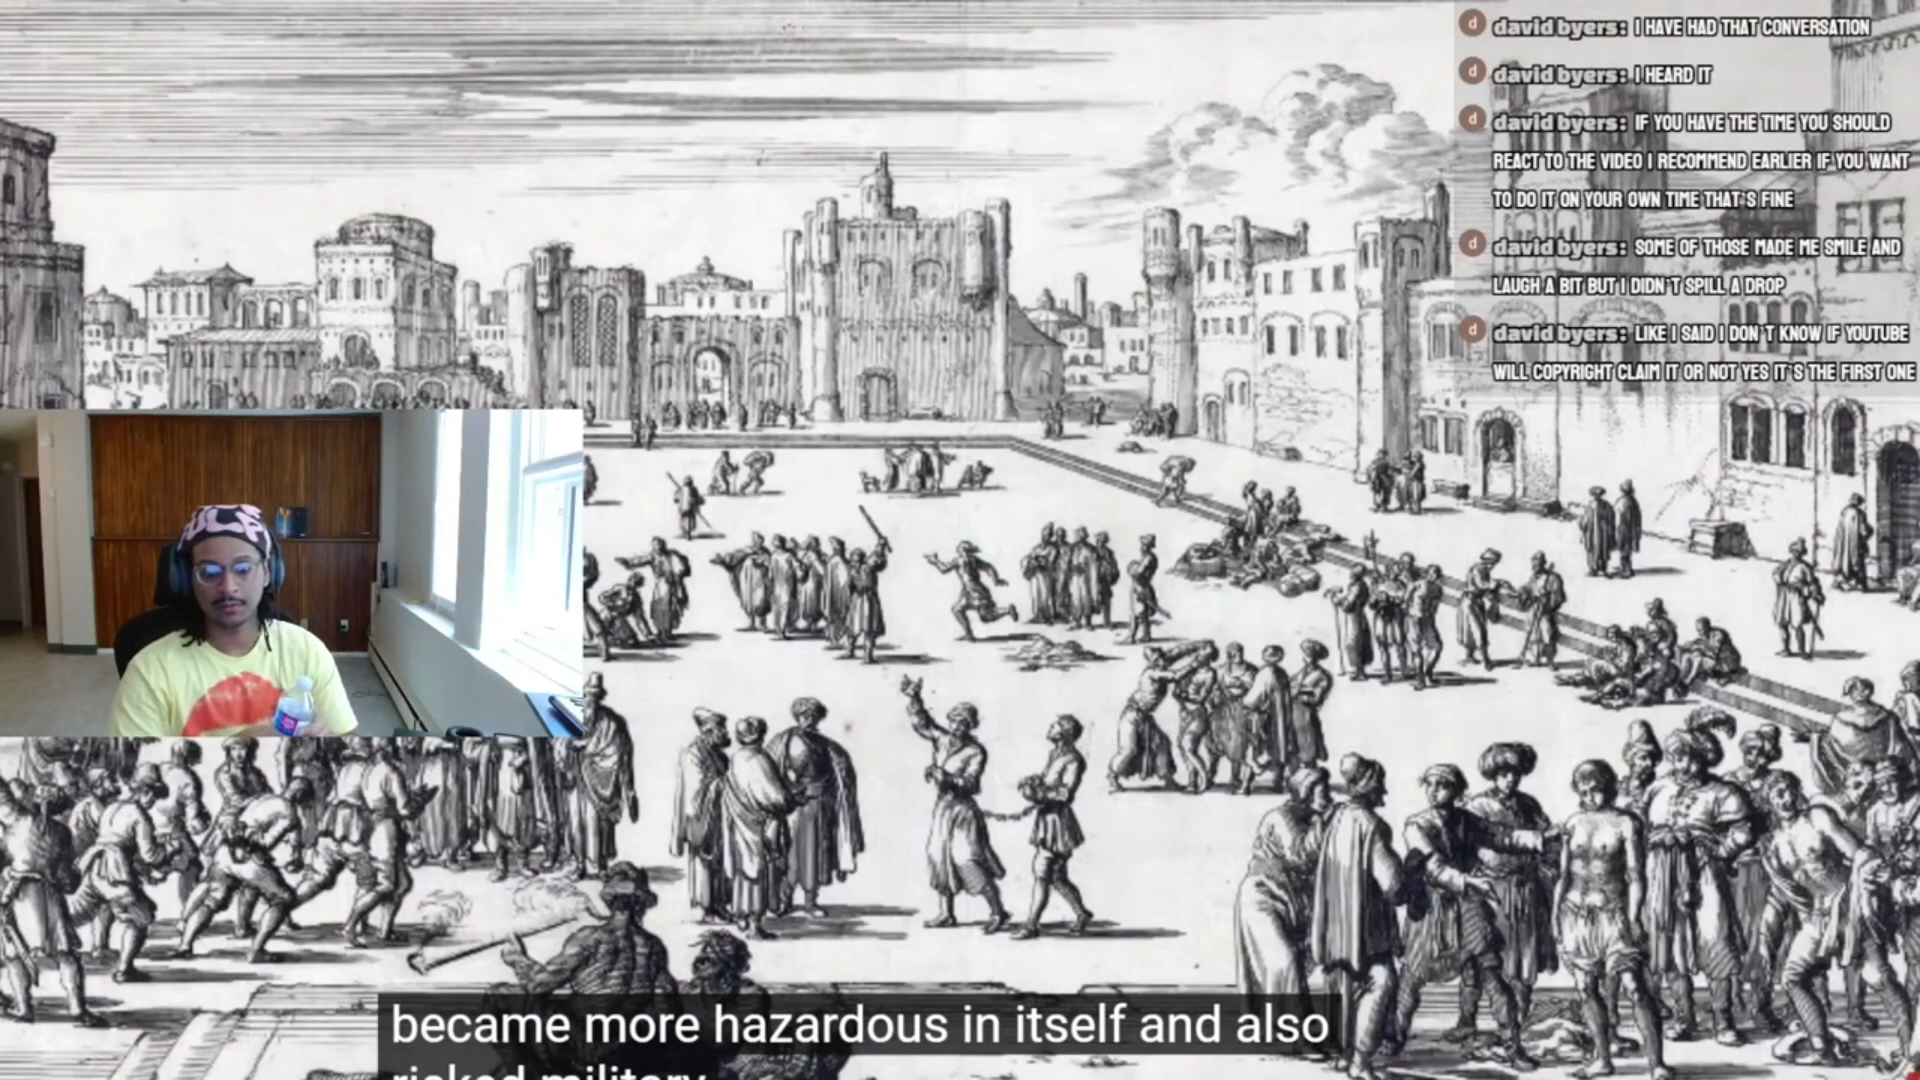 david byers: I HAVE HAD THAT CONVERSATION
david byers: I HEARD IT
david byers: IF YOU HAVE THE TIME YOU SHOULD
REACT TO THE VIDEO I RECOMMEND EARLIER IF YOU WANT
TO DO IT ON YOUR OWN TIME THAT'S FINE
david byers: SOME OF THOSE MADE ME SMILE AND
LAUGH A BIT BUT I DIDN'T SPILL A DROP
david byers: LIKE I SAID I DON'T KNOW IF YOUTUBE
WILL COPYRIGHT CLAIM IT OR NOT YES IT'S THE FIRST ONE
became more hazardous in itself and also
risked military